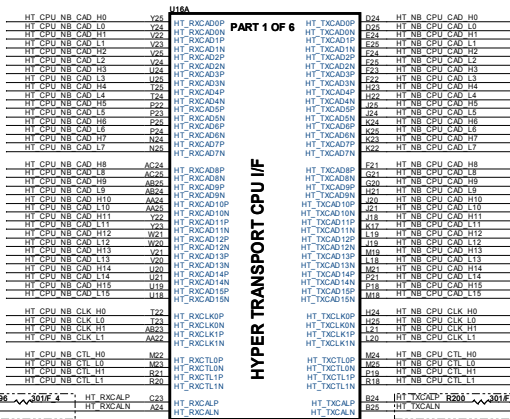 U16A
PART 1 OF 6
HT_CPU_NB_CAD_H0 Y25 HT_RXCAD0P HT_TXCAD0P D24 HT_NB_CPU_CAD_H0
HT_CPU_NB_CAD_L0 Y24 HT_RXCAD0N HT_TXCAD0N D25 HT_NB_CPU_CAD_L0
HT_CPU_NB_CAD_H1 V22 HT_RXCAD1P HT_TXCAD1P E24 HT_NB_CPU_CAD_H1
HT_CPU_NB_CAD_L1 V23 HT_RXCAD1N HT_TXCAD1N E25 HT_NB_CPU_CAD_L1
HT_CPU_NB_CAD_H2 V25 HT_RXCAD2P HT_TXCAD2P F24 HT_NB_CPU_CAD_H2
HT_CPU_NB_CAD_L2 V24 HT_RXCAD2N HT_TXCAD2N F25 HT_NB_CPU_CAD_L2
HT_CPU_NB_CAD_H3 U24 HT_RXCAD3P HT_TXCAD3P F23 HT_NB_CPU_CAD_H3
HT_CPU_NB_CAD_L3 U25 HT_RXCAD3N HT_TXCAD3N F22 HT_NB_CPU_CAD_L3
HT_CPU_NB_CAD_H4 T25 HT_RXCAD4P HT_TXCAD4P H23 HT_NB_CPU_CAD_H4
HT_CPU_NB_CAD_L4 T24 HT_RXCAD4N HT_TXCAD4N H22 HT_NB_CPU_CAD_L4
HT_CPU_NB_CAD_H5 P22 HT_RXCAD5P HT_TXCAD5P J25 HT_NB_CPU_CAD_H5
HT_CPU_NB_CAD_L5 P23 HT_RXCAD5N HT_TXCAD5N J24 HT_NB_CPU_CAD_L5
HT_CPU_NB_CAD_H6 P25 HT_RXCAD6P HT_TXCAD6P K24 HT_NB_CPU_CAD_H6
HT_CPU_NB_CAD_L6 P24 HT_RXCAD6N HT_TXCAD6N K25 HT_NB_CPU_CAD_L6
HT_CPU_NB_CAD_H7 N24 HT_RXCAD7P HT_TXCAD7P K23 HT_NB_CPU_CAD_H7
HT_CPU_NB_CAD_L7 N25 HT_RXCAD7N HT_TXCAD7N K22 HT_NB_CPU_CAD_L7
HT_CPU_NB_CAD_H8 AC24 HT_RXCAD8P HT_TXCAD8P F21 HT_NB_CPU_CAD_H8
HT_CPU_NB_CAD_L8 AC25 HT_RXCAD8N HT_TXCAD8N G21 HT_NB_CPU_CAD_L8
HT_CPU_NB_CAD_H9 AB25 HT_RXCAD9P HT_TXCAD9P G20 HT_NB_CPU_CAD_H9
HT_CPU_NB_CAD_L9 AB24 HT_RXCAD9N HT_TXCAD9N H21 HT_NB_CPU_CAD_L9
HT_CPU_NB_CAD_H10 AA24 HT_RXCAD10P HT_TXCAD10P J20 HT_NB_CPU_CAD_H10
HT_CPU_NB_CAD_L10 AA25 HT_RXCAD10N HT_TXCAD10N J21 HT_NB_CPU_CAD_L10
HT_CPU_NB_CAD_H11 Y22 HT_RXCAD11P HT_TXCAD11P J18 HT_NB_CPU_CAD_H11
HT_CPU_NB_CAD_L11 Y23 HT_RXCAD11N HT_TXCAD11N K17 HT_NB_CPU_CAD_L11
HT_CPU_NB_CAD_H12 W21 HT_RXCAD12P HT_TXCAD12P L19 HT_NB_CPU_CAD_H12
HT_CPU_NB_CAD_L12 W20 HT_RXCAD12N HT_TXCAD12N J19 HT_NB_CPU_CAD_L12
HT_CPU_NB_CAD_H13 V21 HT_RXCAD13P HT_TXCAD13P M19 HT_NB_CPU_CAD_H13
HT_CPU_NB_CAD_L13 V20 HT_RXCAD13N HT_TXCAD13N L18 HT_NB_CPU_CAD_L13
HT_CPU_NB_CAD_H14 U20 HT_RXCAD14P HT_TXCAD14P M21 HT_NB_CPU_CAD_H14
HT_CPU_NB_CAD_L14 U21 HT_RXCAD14N HT_TXCAD14N P21 HT_NB_CPU_CAD_L14
HT_CPU_NB_CAD_H15 U19 HT_RXCAD15P HT_TXCAD15P P18 HT_NB_CPU_CAD_H15
HT_CPU_NB_CAD_L15 U18 HT_RXCAD15N HT_TXCAD15N M18 HT_NB_CPU_CAD_L15
HYPER TRANSPORT CPU I/F
HT_CPU_NB_CLK_H0 T22 HT_RXCLK0P HT_TXCLK0P H24 HT_NB_CPU_CLK_H0
HT_CPU_NB_CLK_L0 T23 HT_RXCLK0N HT_TXCLK0N H25 HT_NB_CPU_CLK_L0
HT_CPU_NB_CLK_H1 AB23 HT_RXCLK1P HT_TXCLK1P L21 HT_NB_CPU_CLK_H1
HT_CPU_NB_CLK_L1 AA22 HT_RXCLK1N HT_TXCLK1N L20 HT_NB_CPU_CLK_L1
HT_CPU_NB_CTL_H0 M22 HT_RXCTL0P HT_TXCTL0P M24 HT_NB_CPU_CTL_H0
HT_CPU_NB_CTL_L0 M23 HT_RXCTL0N HT_TXCTL0N M25 HT_NB_CPU_CTL_L0
HT_CPU_NB_CTL_H1 R21 HT_RXCTL1P HT_TXCTL1P P19 HT_NB_CPU_CTL_H1
HT_CPU_NB_CTL_L1 R20 HT_RXCTL1N HT_TXCTL1N R18 HT_NB_CPU_CTL_L1
96 301/F_4 HT_RXCALP C23 HT_RXCALP HT_TXCALP B24 HT_TXCALP R200 301/F
HT_RXCALN A24 HT_RXCALN HT_TXCALN B25 HT_TXCALN